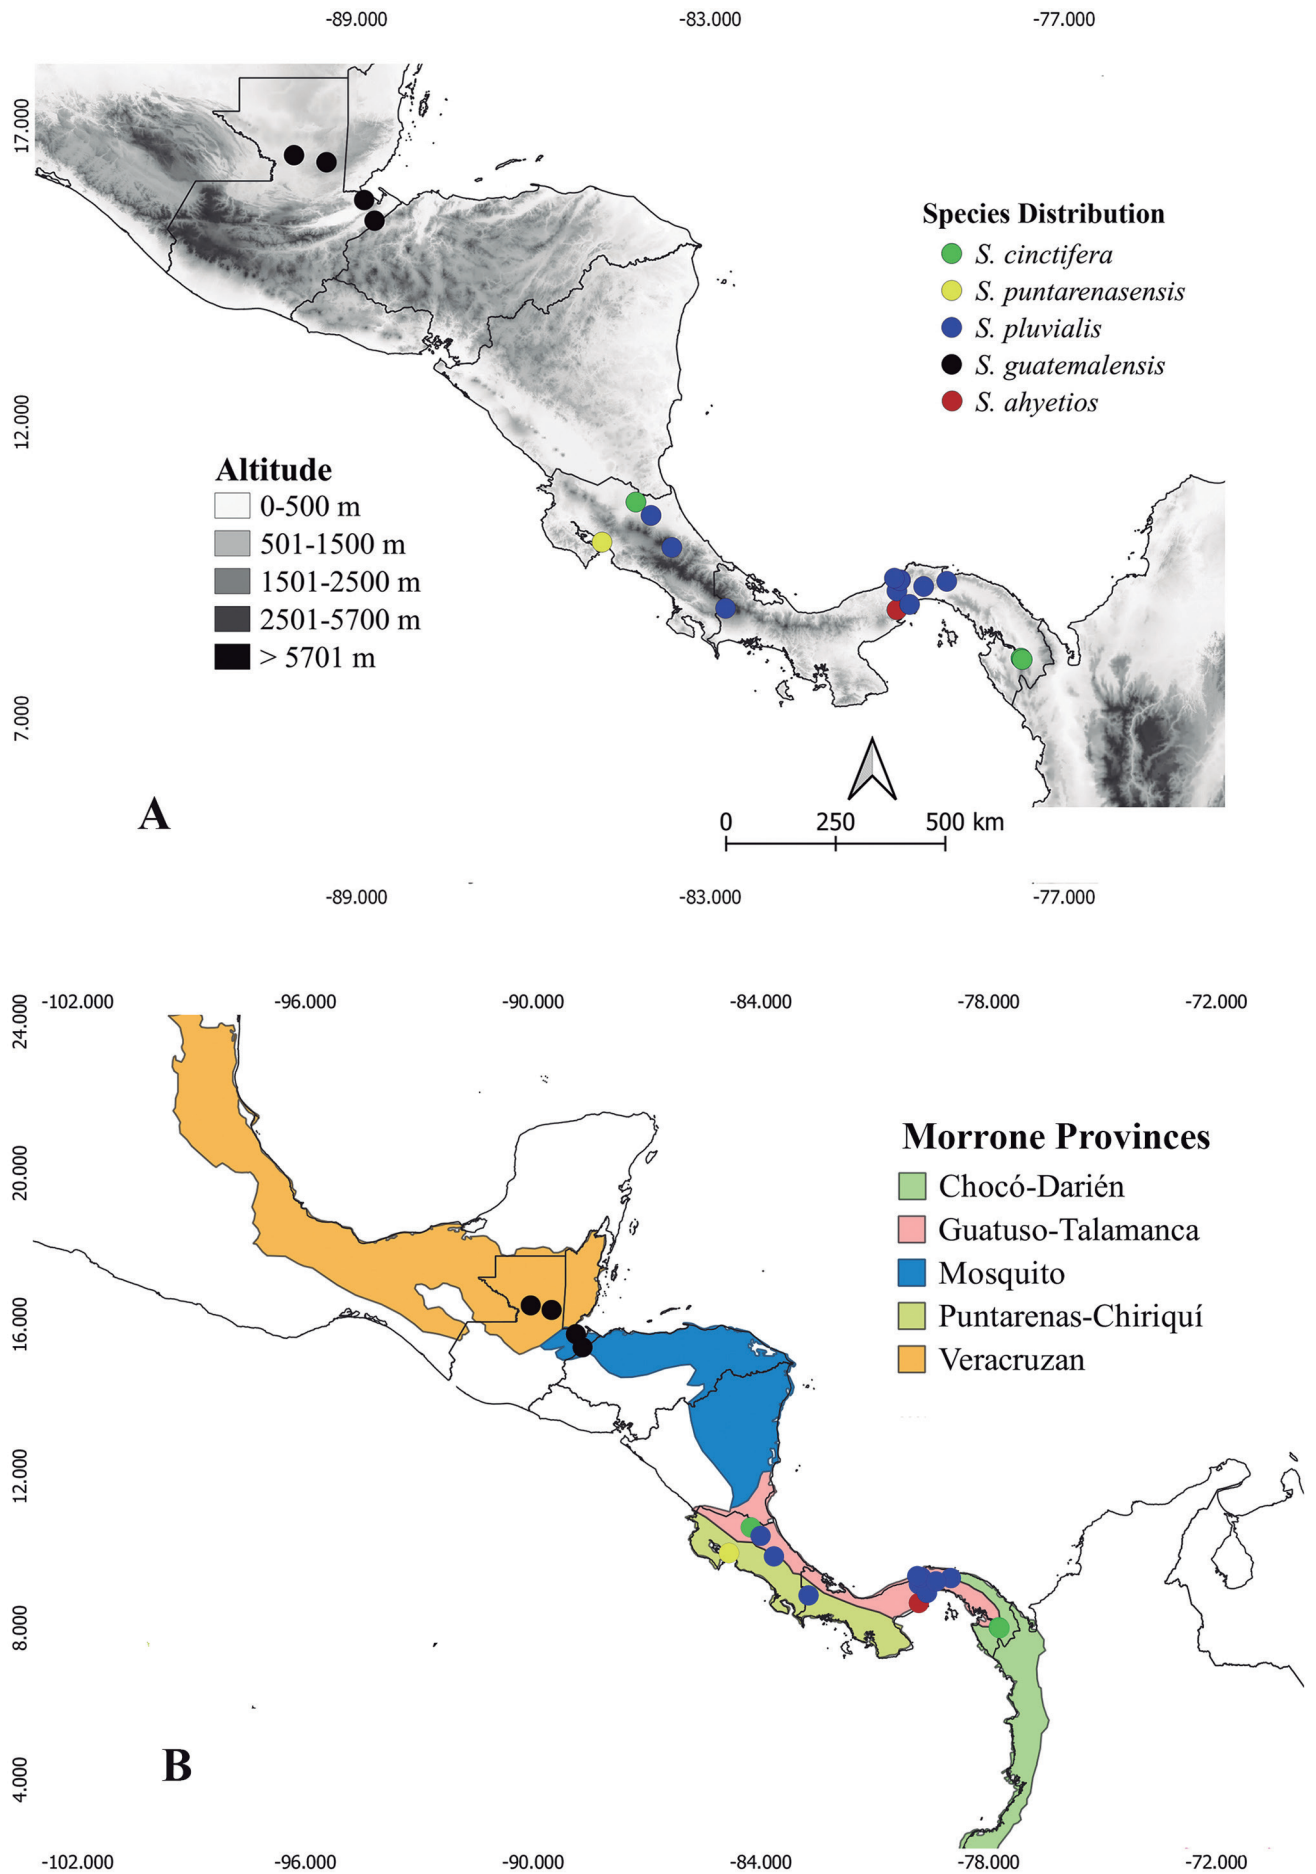 -89.000 -83.000 -77.000
17.000
12.000
7.000
Species Distribution
S. cinctifera
S. puntarenasensis
S. pluvialis
S. guatemalensis
S. ahyetios
Altitude
0-500 m
501-1500 m
1501-2500 m
2501-5700 m
> 5701 m
A
0 250 500 km
-89.000 -83.000 -77.000
-102.000 -96.000 -90.000 -84.000 -78.000 -72.000
24.000
20.000
16.000
12.000
8.000
4.000
Morrone Provinces
Chocó-Darién
Guatuso-Talamanca
Mosquito
Puntarenas-Chiriquí
Veracruzan
B
-102.000 -96.000 -90.000 -84.000 -78.000 -72.000